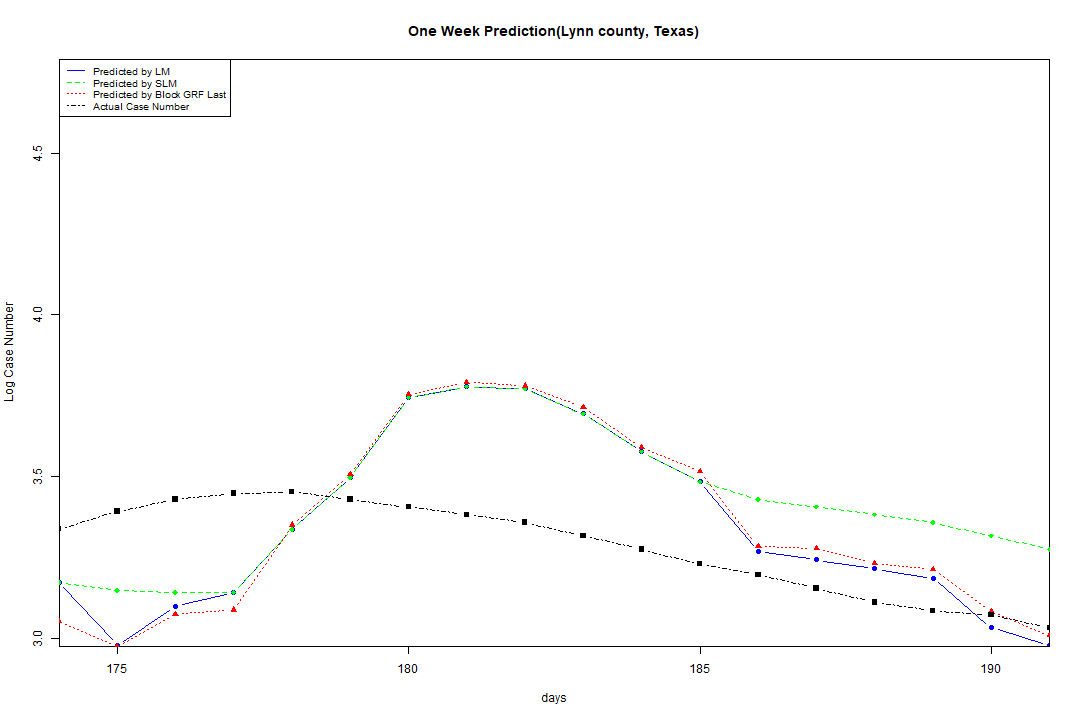 One Week Prediction(Lynn county, Texas)
Predicted by LM
Predicted by SLM
Predicted by Block GRF Last
Actual Case Number
4.5
4.0
3.5
3.0
Log Case Number
175 180 185 190
days